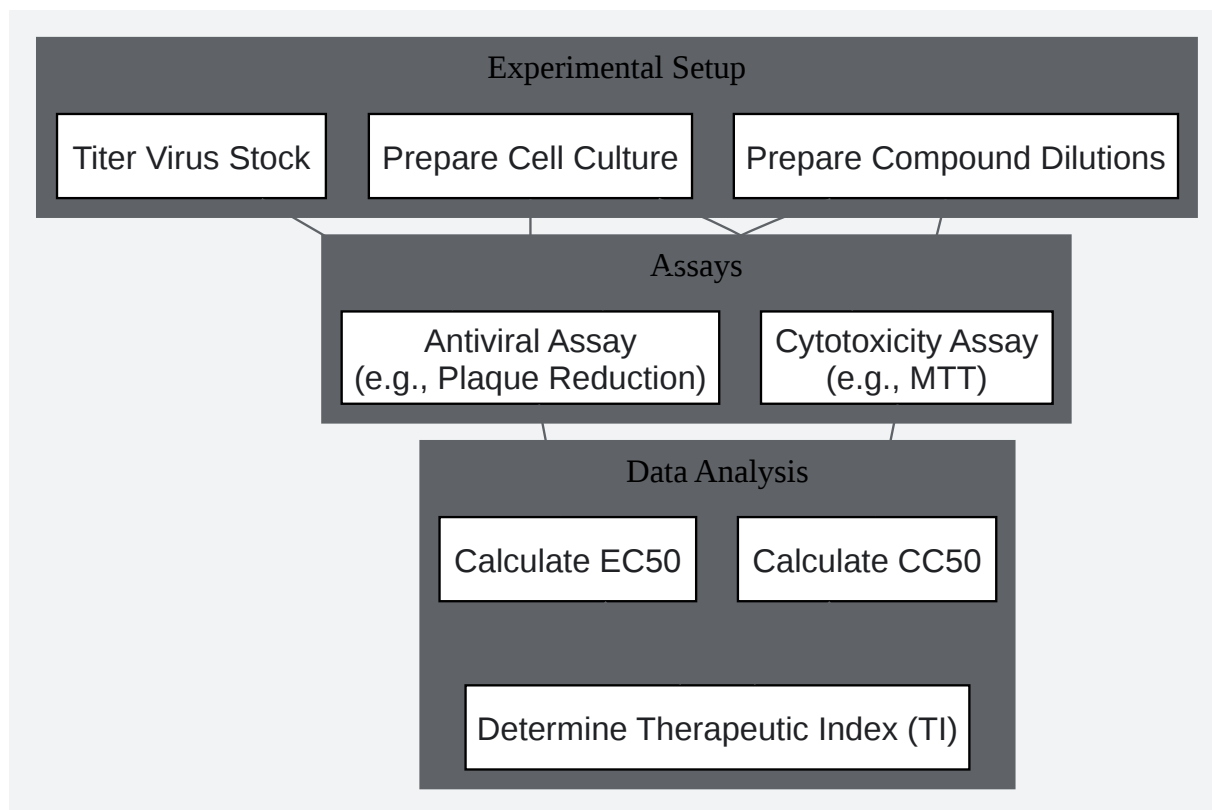 Experimental Setup
Titer Virus Stock
Prepare Cell Culture
Prepare Compound Dilutions
Assays
Antiviral Assay
(e.g., Plaque Reduction)
Cytotoxicity Assay
(e.g., MTT)
Data Analysis
Calculate EC50
Calculate CC50
Determine Therapeutic Index (TI)